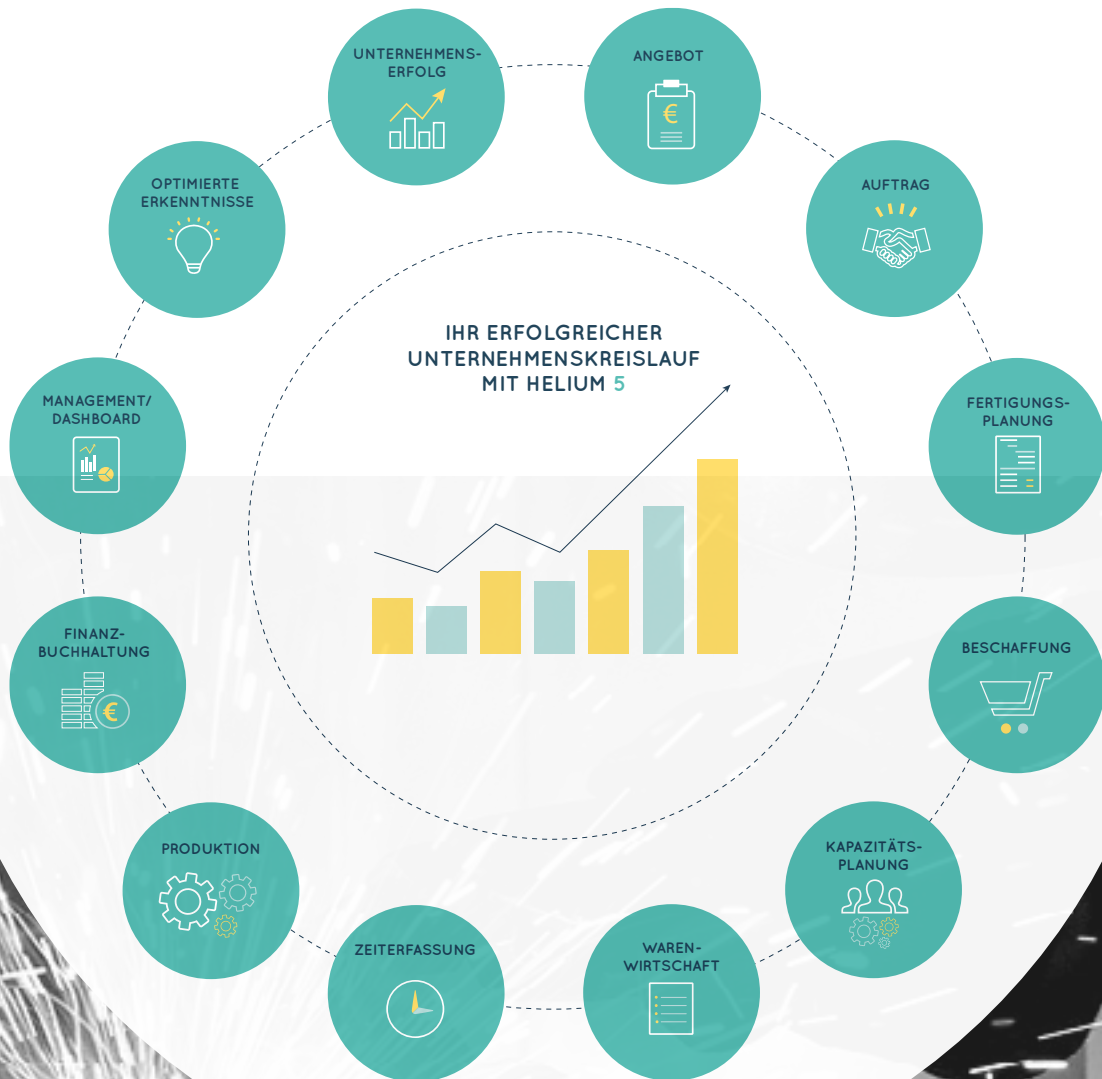 UNTERNEHMENS-
ERFOLG
ANGEBOT
€
AUFTRAG
FERTIGUNGS-
PLANUNG
BESCHAFFUNG
KAPAZITÄTS-
PLANUNG
WAREN-
WIRTSCHAFT
ZEITERFASSUNG
PRODUKTION
FINANZ-
BUCHHALTUNG
€
MANAGEMENT/
DASHBOARD
OPTIMIERTE
ERKENNTNISSE
IHR ERFOLGREICHER
UNTERNEHMENSKREISLAUF
MIT HELIUM 5